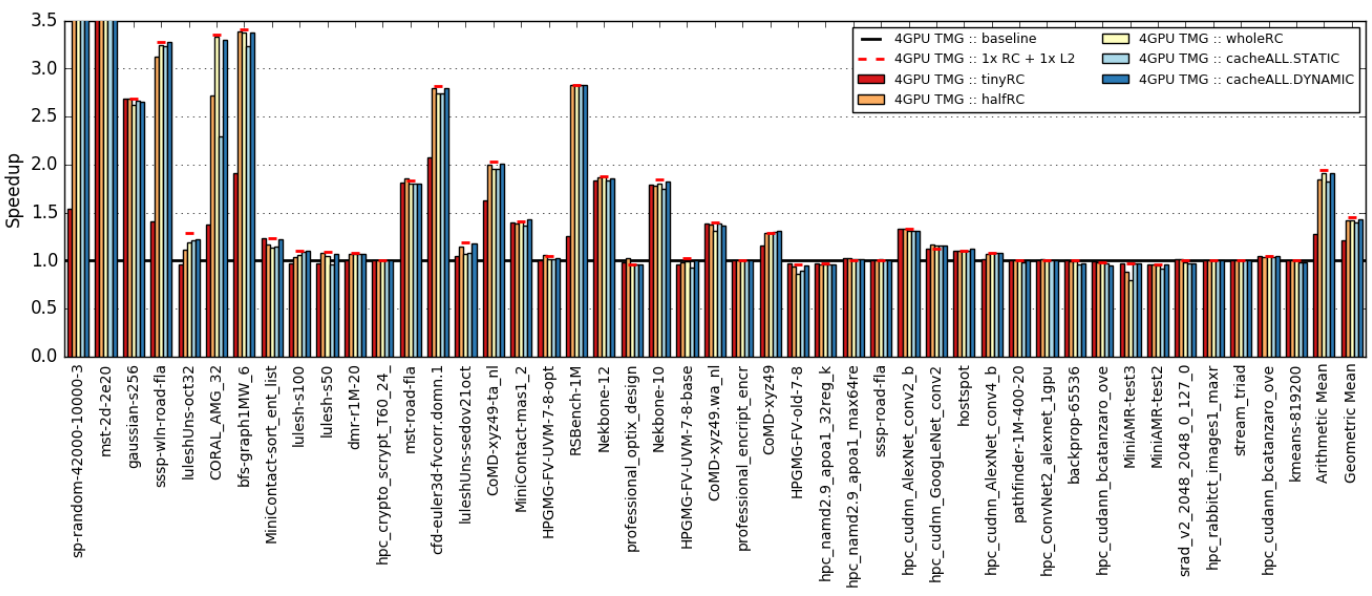 3.5
3.0
2.5
2.0
1.5
1.0
0.5
0.0
Speedup
4GPU TMG :: baseline
4GPU TMG :: 1x RC + 1x L2
4GPU TMG :: tinyRC
4GPU TMG :: halfRC
4GPU TMG :: wholeRC
4GPU TMG :: cacheALL.STATIC
4GPU TMG :: cacheALL.DYNAMIC
sp-random-42000-10000-3
mst-2d-2e20
gaussian-s256
sssp-wln-road-fla
luleshUns-oct32
CORAL_AMG_32
bfs-graph1MW_6
MiniContact-sort_ent_list
lulesh-s100
lulesh-s50
dmr-r1M-20
hpc_crypto_scrypt_T60_24_
mst-road-fla
cfd-euler3d-fvcorr.domn.1
luleshUns-sedov21oct
CoMD-xyz49-ta_nl
MiniContact-mas1_2
HPGMG-FV-UVM-7-8-opt
RSBench-1M
Nekbone-12
professional_optix_design
Nekbone-10
HPGMG-FV-UVM-7-8-base
CoMD-xyz49.wa_nl
professional_encript_encr
CoMD-xyz49
HPGMG-FV-old-7-8
hpc_namd2.9_apoa1_32reg_k
hpc_namd2.9_apoa1_max64re
sssp-road-fla
hpc_cudnn_AlexNet_conv2_b
hpc_cudnn_GoogLeNet_conv2
hostspot
hpc_cudnn_AlexNet_conv4_b
pathfinder-1M-400-20
hpc_ConvNet2_alexnet_1gpu
backprop-65536
hpc_cudann_bcatanzaro_ove
MiniAMR-test3
MiniAMR-test2
srad_v2_2048_2048_0_127_0
hpc_rabbitct_images1_maxr
stream_triad
hpc_cudann_bcatanzaro_ove
kmeans-819200
Arithmetic Mean
Geometric Mean